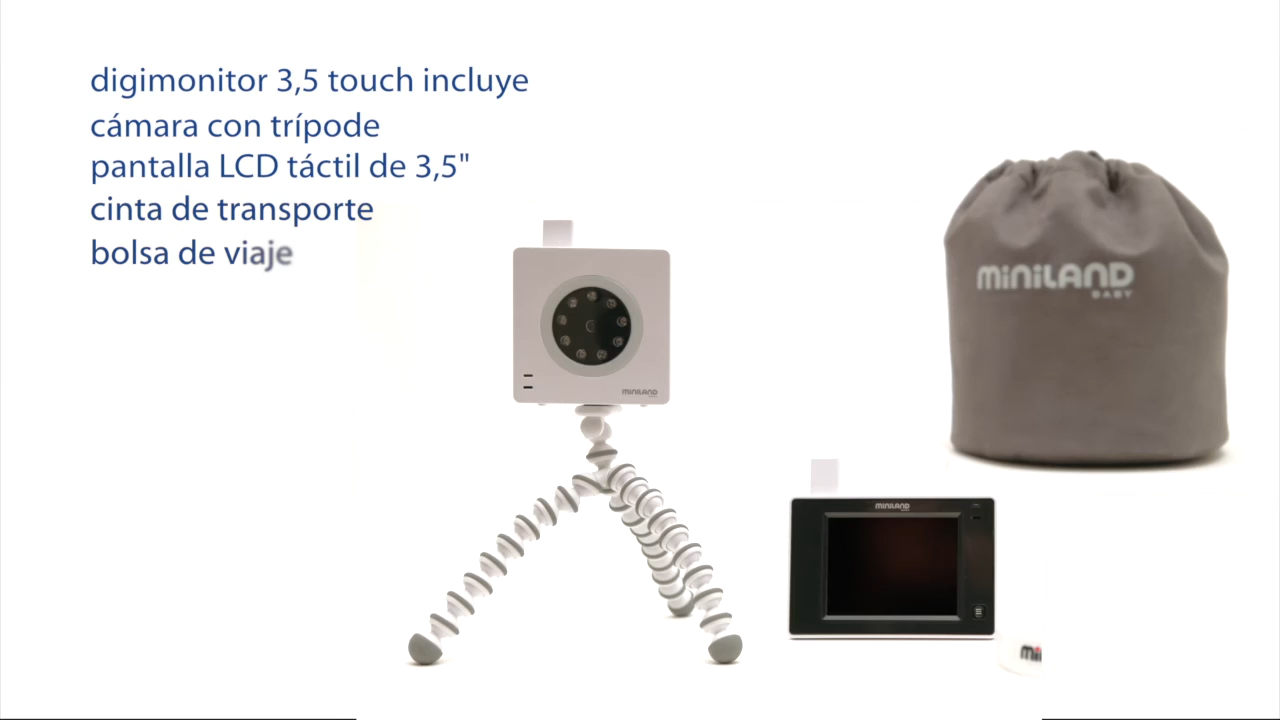 digimonitor 3,5 touch incluye
cámara con trípode
pantalla LCD táctil de 3,5"
cinta de transporte
bolsa de viaje
miniLAND
BABY
miniLAND
miniLAND